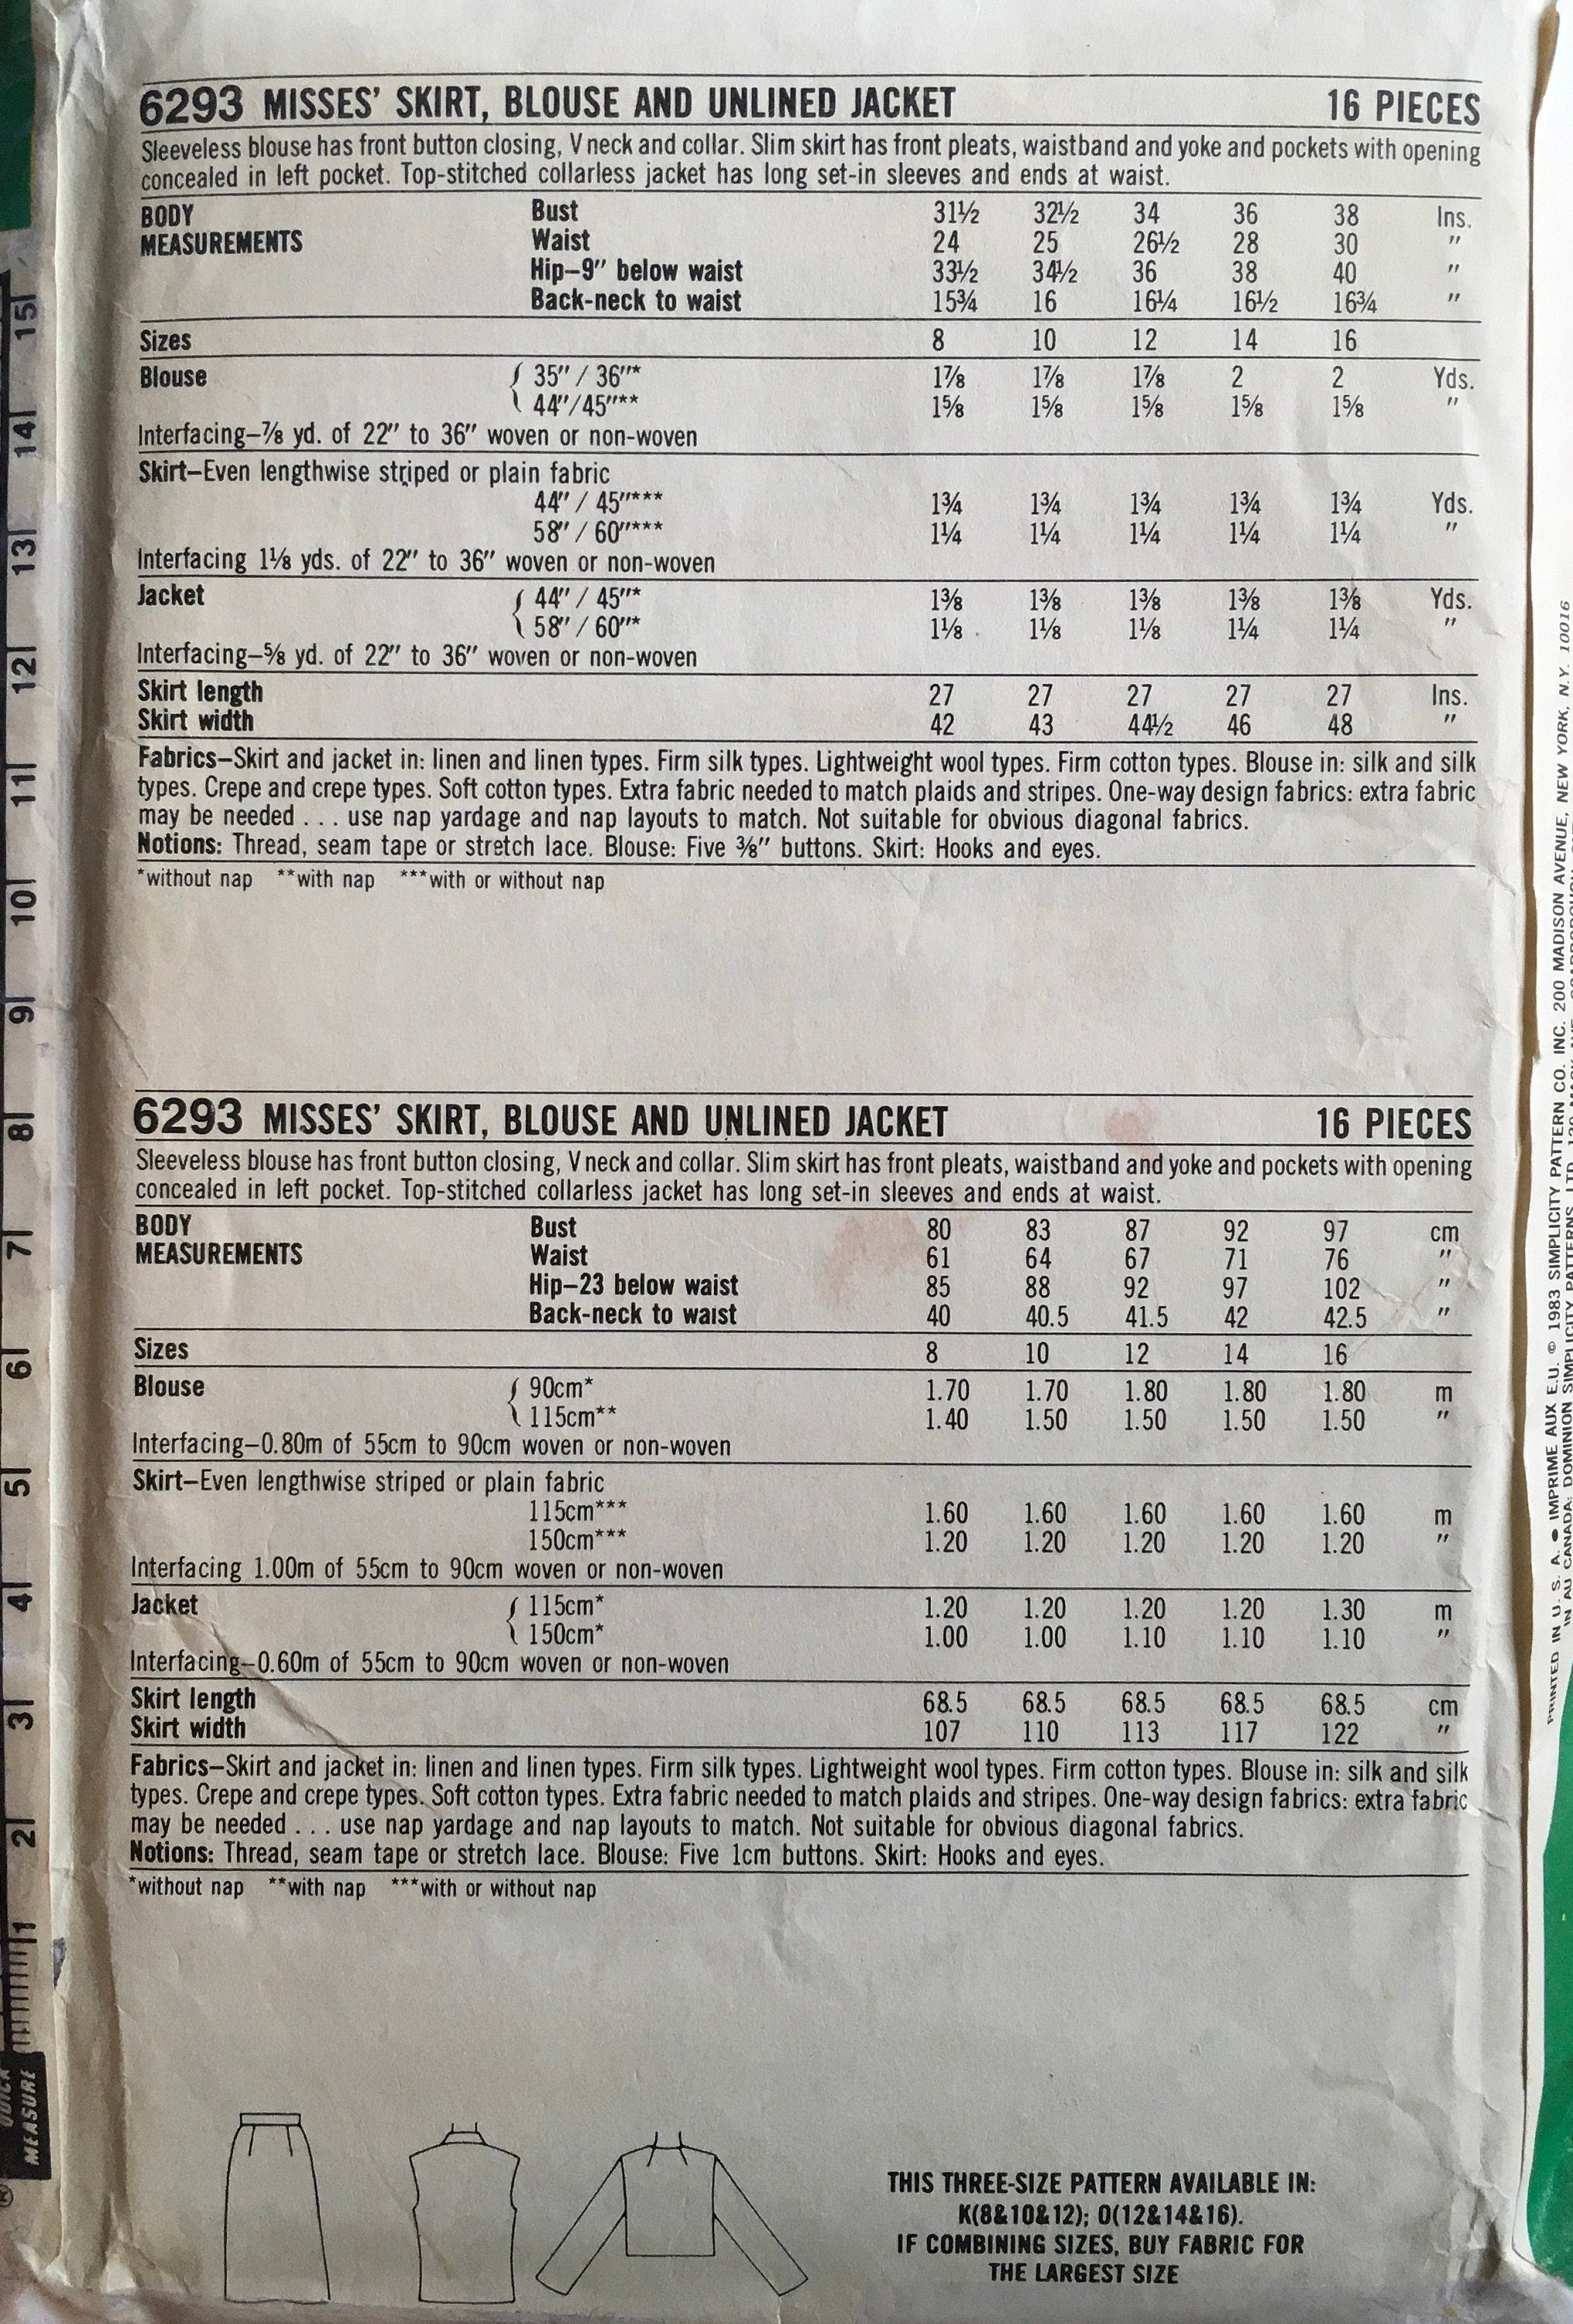 6293 MISSES' SKIRT, BLOUSE AND UNLINED JACKET 16 PIECES
Sleeveless blouse has front button closing, V neck and collar. Slim skirt has front pleats, waistband and yoke and pockets with opening
concealed in left pocket. Top-stitched collarless jacket has long set-in sleeves and ends at waist.
BODY Bust 31½ 32½ 34 36 38 Ins.
MEASUREMENTS Waist 24 25 26½ 28 30 "
Hip–9" below waist 33½ 34½ 36 38 40 "
Back-neck to waist 15¾ 16 16¼ 16½ 16¾ "
Sizes 8 10 12 14 16
Blouse 35" / 36"* 1⅞ 1⅞ 1⅞ 2 2 Yds.
44"/45"** 1⅝ 1⅝ 1⅝ 1⅝ 1⅝ "
Interfacing–⅞ yd. of 22" to 36" woven or non-woven
Skirt–Even lengthwise striped or plain fabric
44" / 45"*** 1¾ 1¾ 1¾ 1¾ 1¾ Yds.
58" / 60"*** 1¼ 1¼ 1¼ 1¼ 1¼ "
Interfacing 1⅛ yds. of 22" to 36" woven or non-woven
Jacket 44" / 45"* 1⅜ 1⅜ 1⅜ 1⅜ 1⅜ Yds.
58" / 60"* 1⅛ 1⅛ 1⅛ 1¼ 1¼ "
Interfacing–⅝ yd. of 22" to 36" woven or non-woven
Skirt length 27 27 27 27 27 Ins.
Skirt width 42 43 44½ 46 48 "
Fabrics–Skirt and jacket in: linen and linen types. Firm silk types. Lightweight wool types. Firm cotton types. Blouse in: silk and silk
types. Crepe and crepe types. Soft cotton types. Extra fabric needed to match plaids and stripes. One-way design fabrics: extra fabric
may be needed . . . use nap yardage and nap layouts to match. Not suitable for obvious diagonal fabrics.
Notions: Thread, seam tape or stretch lace. Blouse: Five ⅜" buttons. Skirt: Hooks and eyes.
*without nap **with nap ***with or without nap
6293 MISSES' SKIRT, BLOUSE AND UNLINED JACKET 16 PIECES
Sleeveless blouse has front button closing, V neck and collar. Slim skirt has front pleats, waistband and yoke and pockets with opening
concealed in left pocket. Top-stitched collarless jacket has long set-in sleeves and ends at waist.
BODY Bust 80 83 87 92 97 cm
MEASUREMENTS Waist 61 64 67 71 76 "
Hip–23 below waist 85 88 92 97 102 "
Back-neck to waist 40 40.5 41.5 42 42.5 "
Sizes 8 10 12 14 16
Blouse 90cm* 1.70 1.70 1.80 1.80 1.80 m
115cm** 1.40 1.50 1.50 1.50 1.50 "
Interfacing–0.80m of 55cm to 90cm woven or non-woven
Skirt–Even lengthwise striped or plain fabric
115cm*** 1.60 1.60 1.60 1.60 1.60 m
150cm*** 1.20 1.20 1.20 1.20 1.20 "
Interfacing 1.00m of 55cm to 90cm woven or non-woven
Jacket 115cm* 1.20 1.20 1.20 1.20 1.30 m
150cm* 1.00 1.00 1.10 1.10 1.10 "
Interfacing–0.60m of 55cm to 90cm woven or non-woven
Skirt length 68.5 68.5 68.5 68.5 68.5 cm
Skirt width 107 110 113 117 122 "
Fabrics–Skirt and jacket in: linen and linen types. Firm silk types. Lightweight wool types. Firm cotton types. Blouse in: silk and silk
types. Crepe and crepe types. Soft cotton types. Extra fabric needed to match plaids and stripes. One-way design fabrics: extra fabric
may be needed . . . use nap yardage and nap layouts to match. Not suitable for obvious diagonal fabrics.
Notions: Thread, seam tape or stretch lace. Blouse: Five 1cm buttons. Skirt: Hooks and eyes.
*without nap **with nap ***with or without nap
THIS THREE-SIZE PATTERN AVAILABLE IN:
K(8&10&12); O(12&14&16).
IF COMBINING SIZES, BUY FABRIC FOR
THE LARGEST SIZE
PRINTED IN U. S. A. ● IMPRIME AUX E.U. © 1983 SIMPLICITY PATTERN CO. INC. 200 MADISON AVENUE, NEW YORK, N.Y. 10016
IN AU CANADA: DOMINION SIMPLICITY PATTERNS LTD.
15 14 13 12 11 10 9 8 7 6 5 4 3 2 1
MEASURE